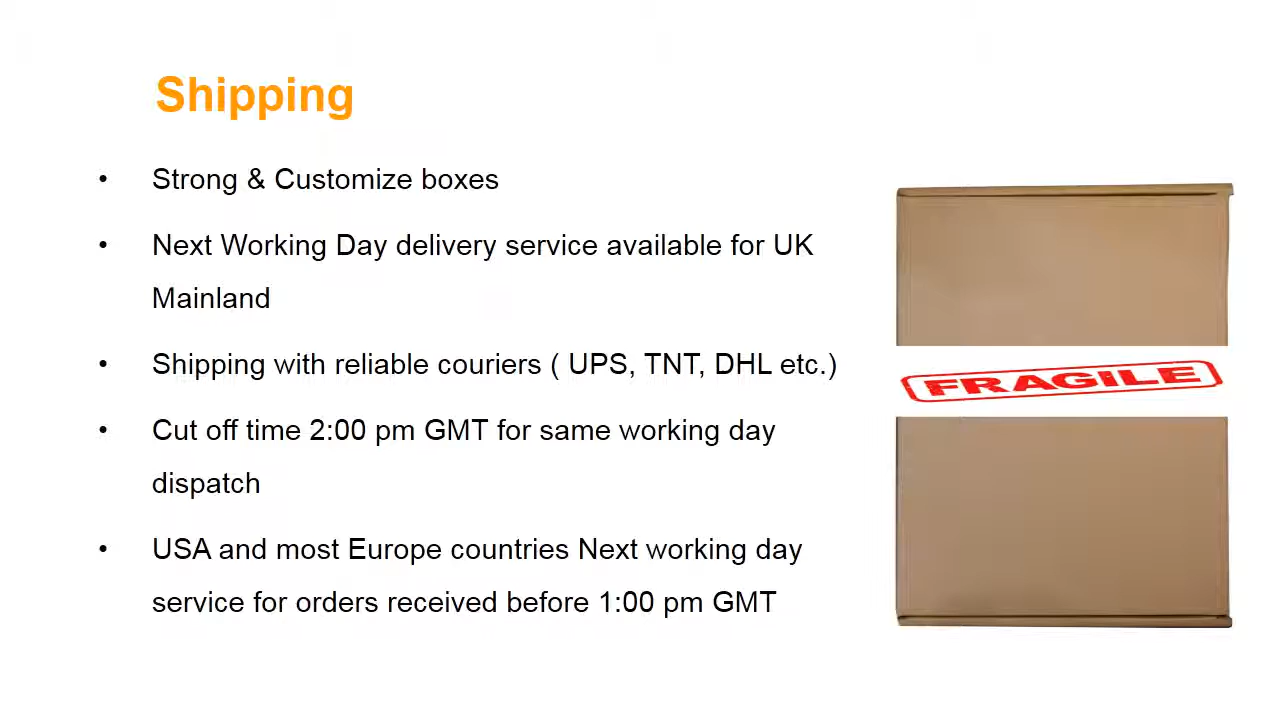 Shipping
• Strong & Customize boxes
• Next Working Day delivery service available for UK
Mainland
• Shipping with reliable couriers ( UPS, TNT, DHL etc.)
• Cut off time 2:00 pm GMT for same working day
dispatch
• USA and most Europe countries Next working day
service for orders received before 1:00 pm GMT
FRAGILE